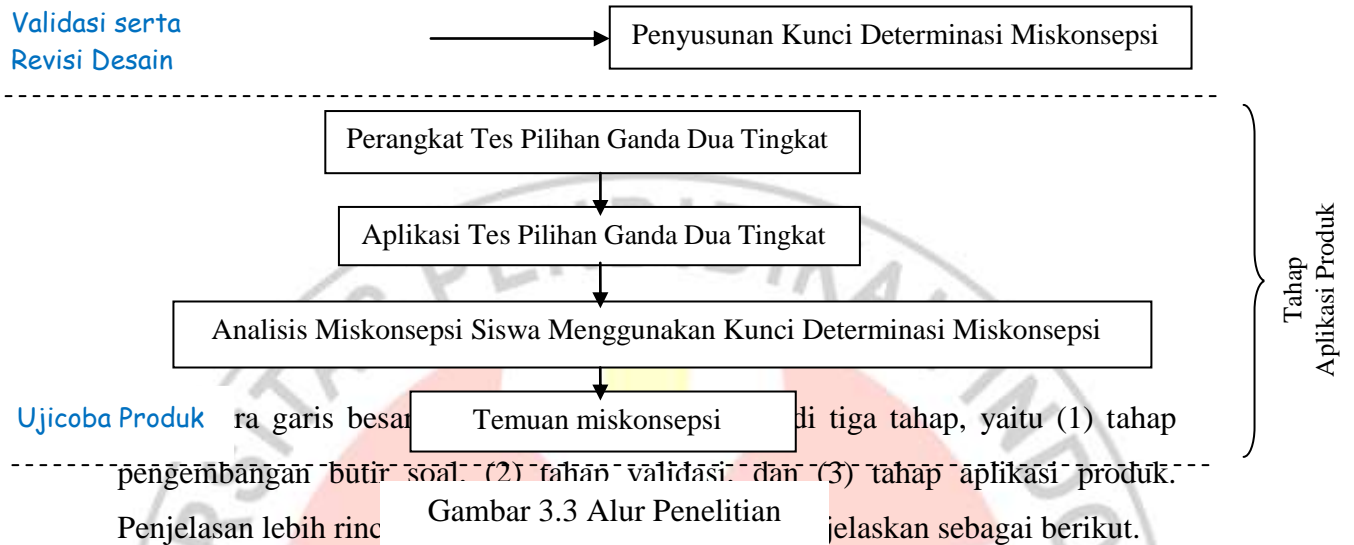 Validasi serta
Revisi Desain
Penyusunan Kunci Determinasi Miskonsepsi
Perangkat Tes Pilihan Ganda Dua Tingkat
Aplikasi Tes Pilihan Ganda Dua Tingkat
Analisis Miskonsepsi Siswa Menggunakan Kunci Determinasi Miskonsepsi
Tahap
Aplikasi Produk
Ujicoba Produk ra garis besar Temuan miskonsepsi di tiga tahap, yaitu (1) tahap
pengembangan butir soal, (2) tahap validasi, dan (3) tahap aplikasi produk.
Penjelasan lebih rinc Gambar 3.3 Alur Penelitian jelaskan sebagai berikut.